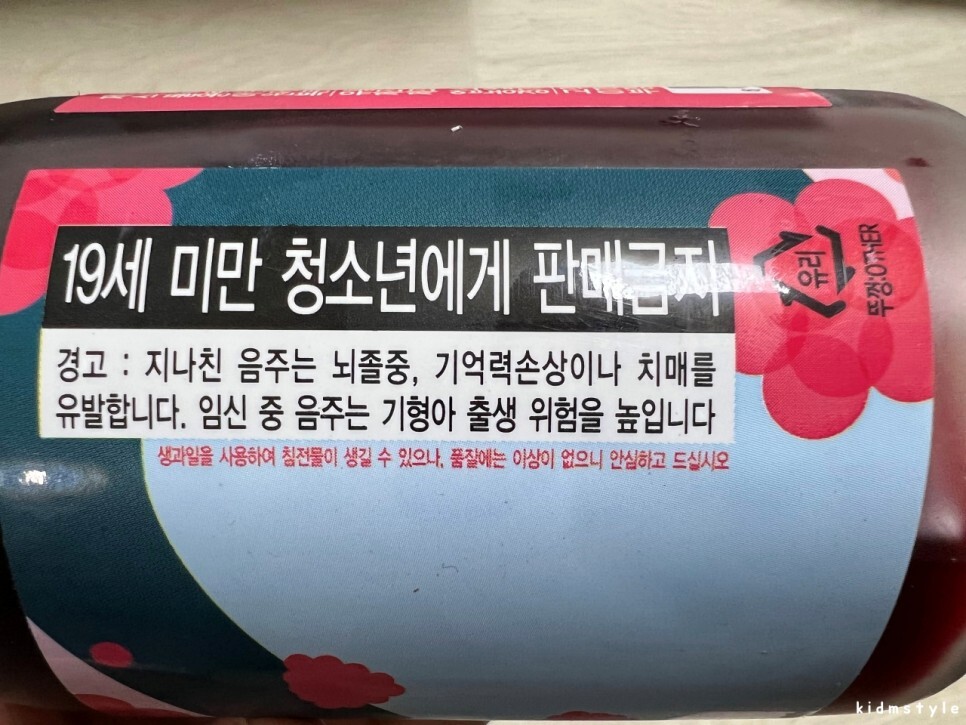 19세 미만 청소년에게 판매금지
경고 : 지나친 음주는 뇌졸중, 기억력손상이나 치매를
유발합니다. 임신 중 음주는 기형아 출생 위험을 높입니다
생과일을 사용하여 침전물이 생길 수 있으나, 품질에는 이상이 없으니 안심하고 드십시오
유리
뚜껑:OTHER
kidmstyle